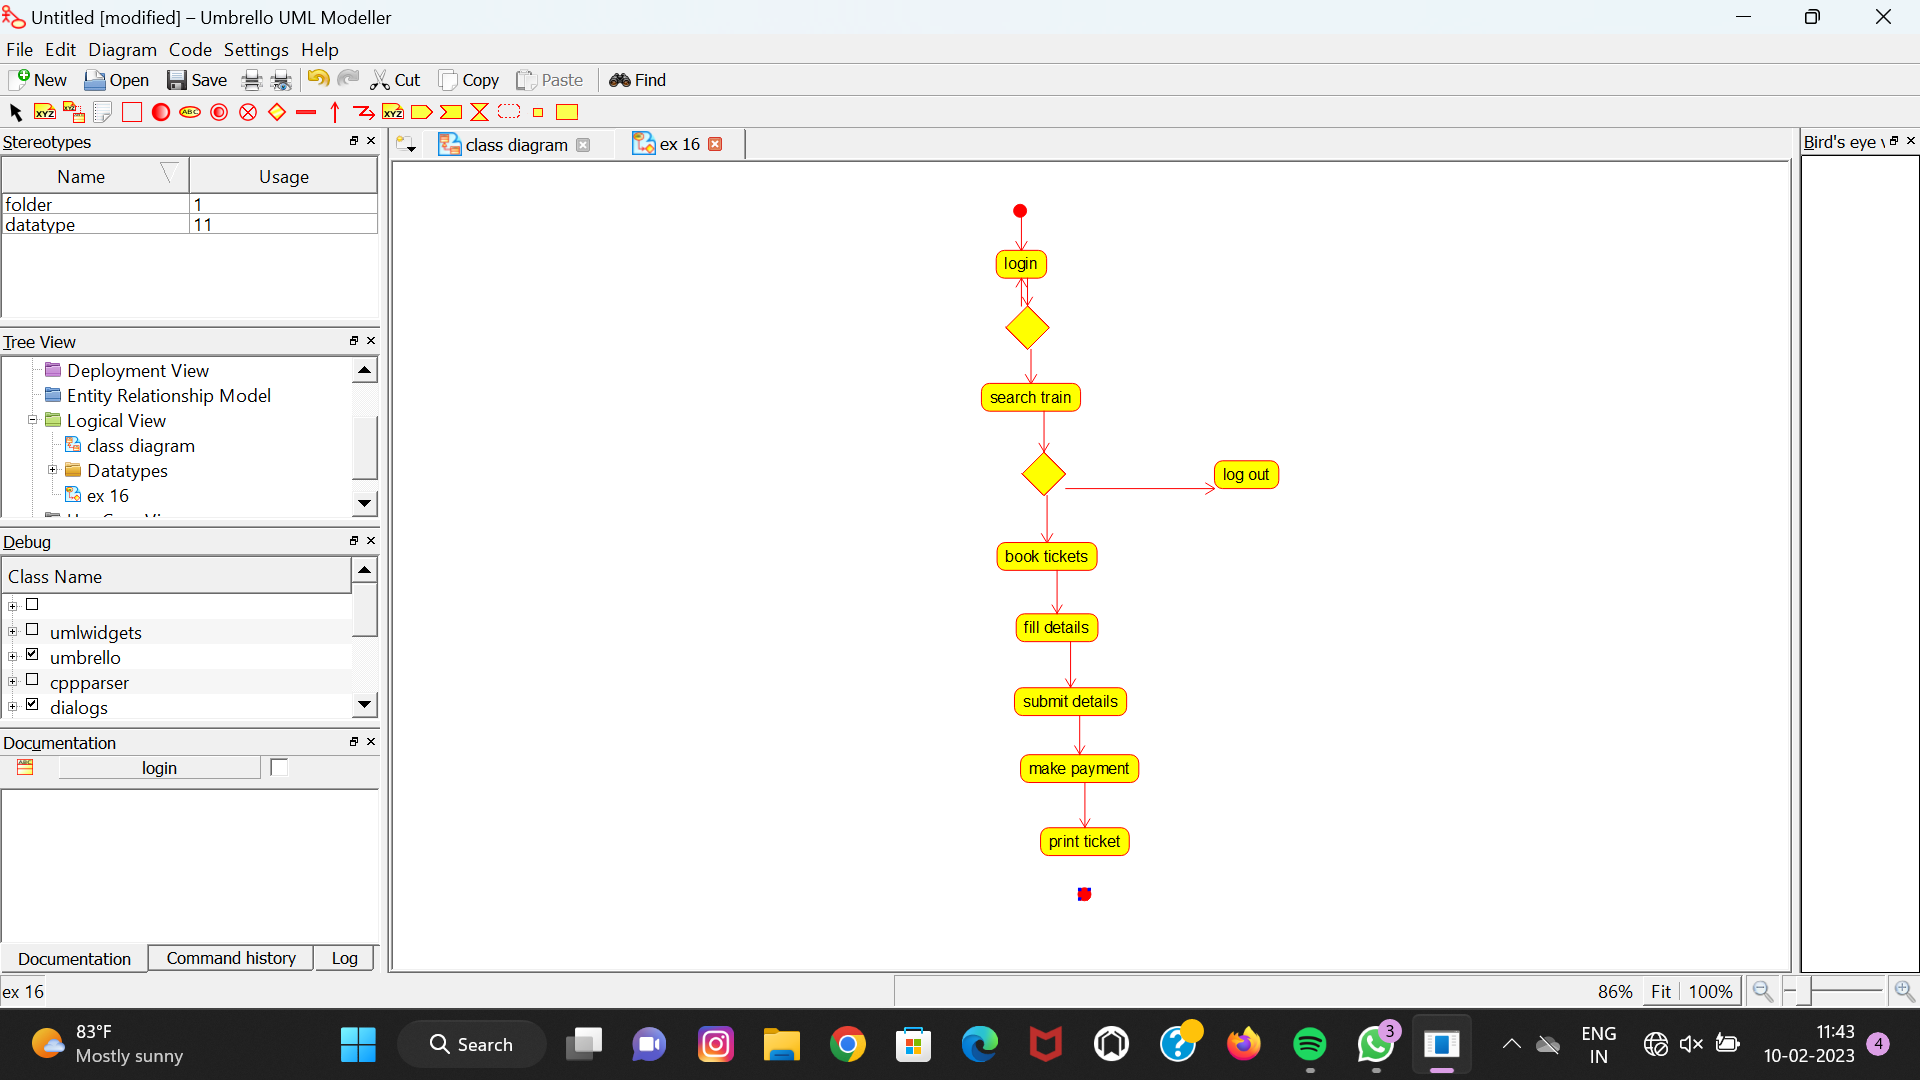 Untitled [modified] – Umbrello UML Modeller
File Edit Diagram Code Settings Help
New Open Save Cut Copy Paste Find
Stereotypes
Name Usage
folder 1
datatype 11
Tree View
Deployment View
Entity Relationship Model
Logical View
class diagram
Datatypes
ex 16
Debug
Class Name
umlwidgets
umbrello
cppparser
dialogs
Documentation
login
Documentation Command history Log
class diagram ex 16
login
search train
log out
book tickets
fill details
submit details
make payment
print ticket
Bird's eye
ex 16
86% Fit 100%
83°F
Mostly sunny
Search
3
ENG
IN
11:43
10-02-2023
4